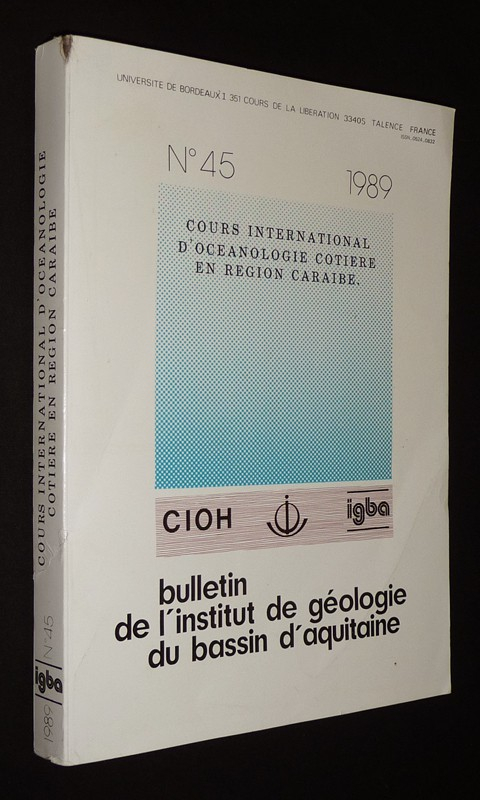 UNIVERSITE DE BORDEAUX I 351 COURS DE LA LIBERATION 33405 TALENCE FRANCE
N° 45
1989
COURS INTERNATIONAL
D'OCEANOLOGIE COTIERE
EN REGION CARAIBE.
CIOH
igba
bulletin
de l'institut de géologie
du bassin d'aquitaine
COURS INTERNATIONAL D'OCEANOLOGIE
COTIERE EN REGION CARAIBE
N° 45
igba
1989